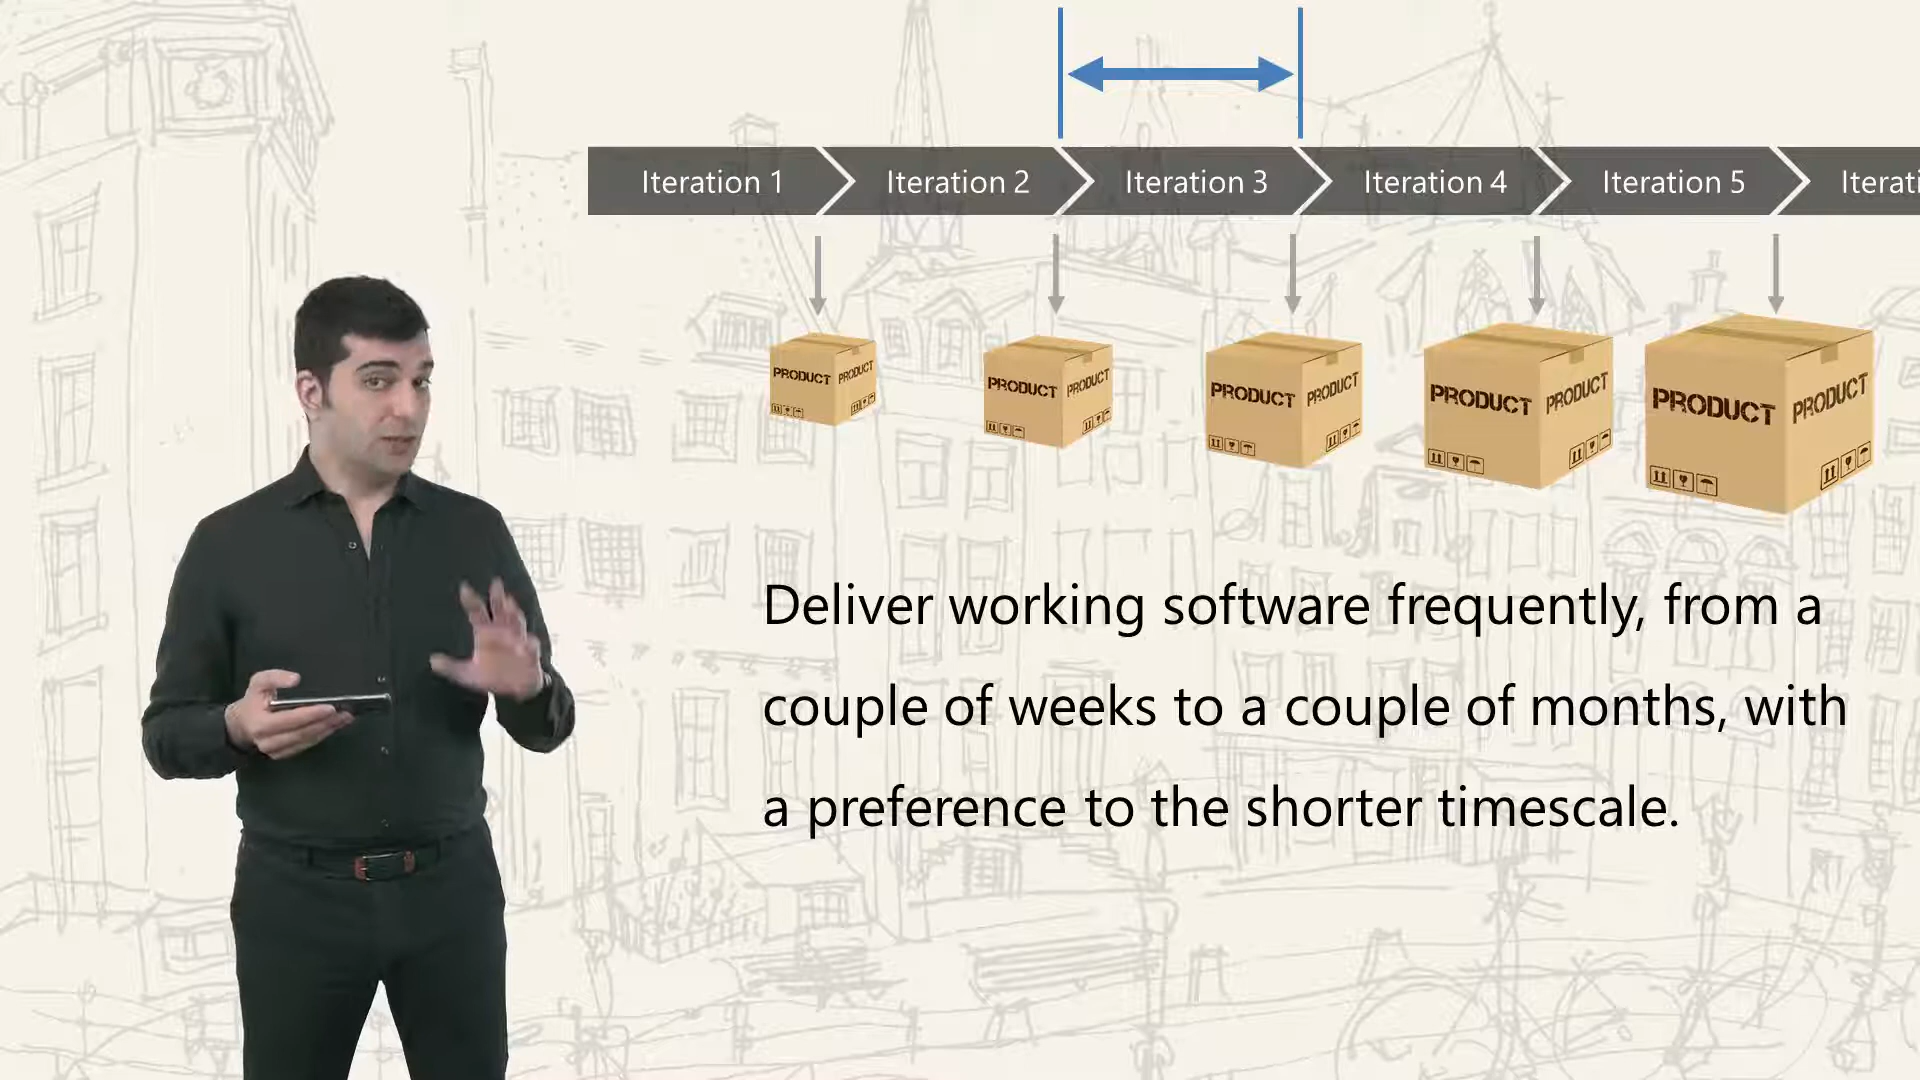 Iteration 1
Iteration 2
Iteration 3
Iteration 4
Iteration 5
Iterati
PRODUCT PRODUCT
PRODUCT PRODUCT
PRODUCT PRODUCT
PRODUCT PRODUCT
PRODUCT PRODUCT
Deliver working software frequently, from a
couple of weeks to a couple of months, with
a preference to the shorter timescale.